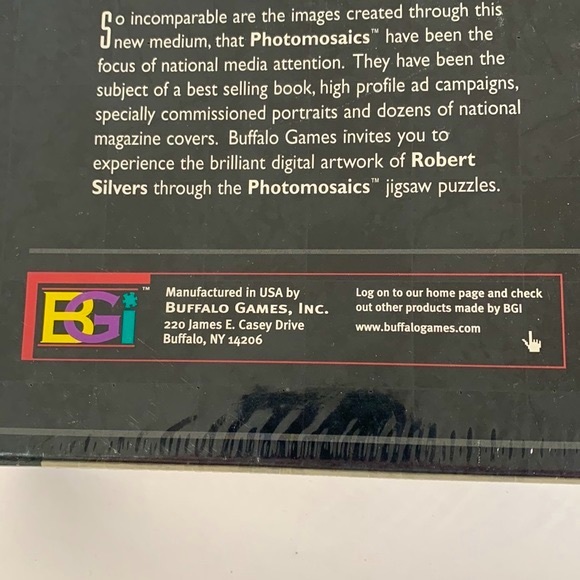 So incomparable are the images created through this
new medium, that Photomosaics™ have been the
focus of national media attention. They have been the
subject of a best selling book, high profile ad campaigns,
specially commissioned portraits and dozens of national
magazine covers. Buffalo Games invites you to
experience the brilliant digital artwork of Robert
Silvers through the Photomosaics™ jigsaw puzzles.
BGi™
Manufactured in USA by
BUFFALO GAMES, INC.
220 James E. Casey Drive
Buffalo, NY 14206
Log on to our home page and check
out other products made by BGI
www.buffalogames.com